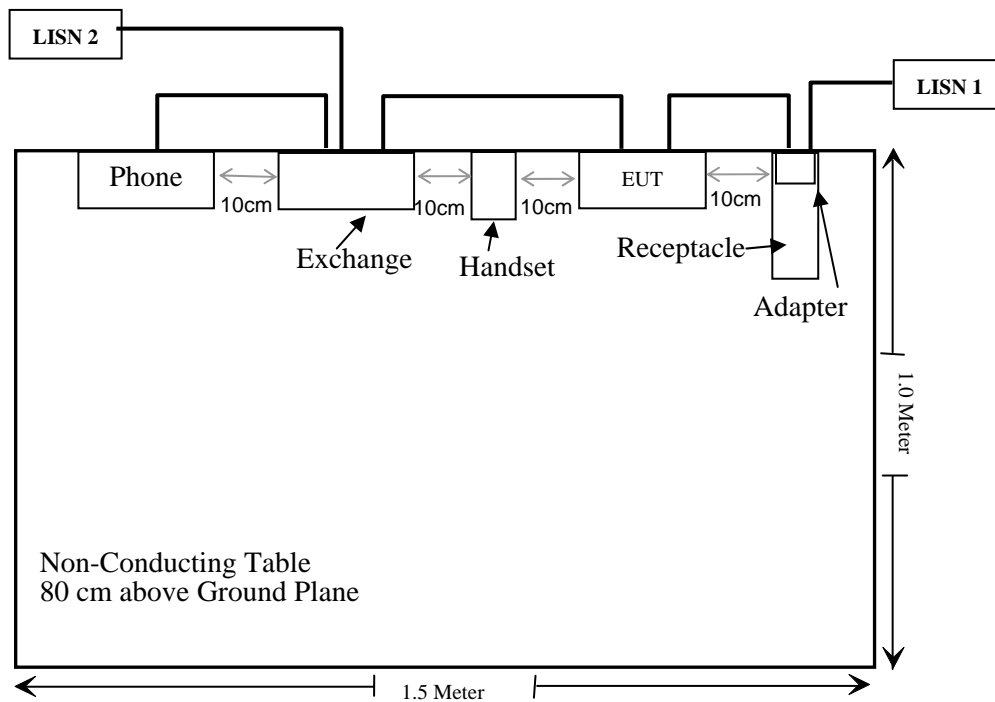 LISN 2
LISN 1
Phone
EUT
10cm
10cm
10cm
10cm
Exchange
Handset
Receptacle
Adapter
1.0 Meter
Non-Conducting Table
80 cm above Ground Plane
1.5 Meter